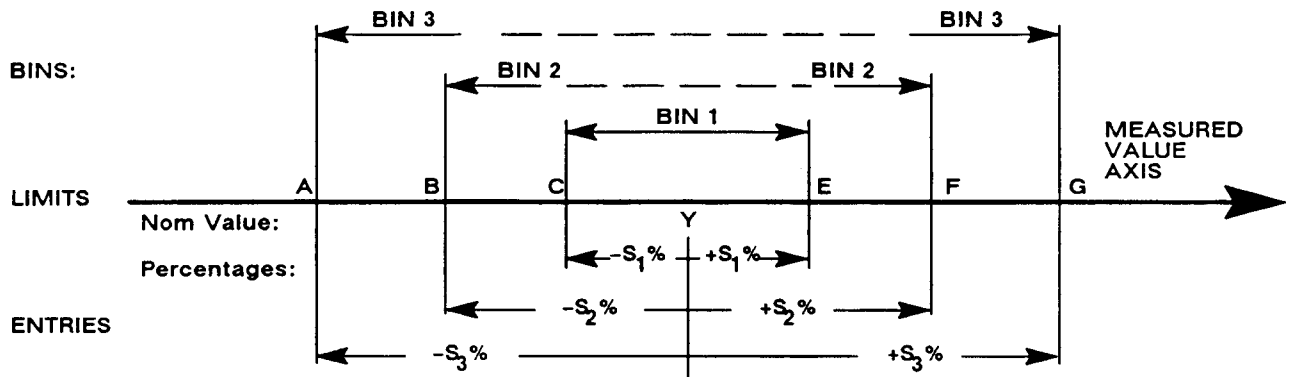 BIN 3 BIN 3
BINS:
BIN 2 BIN 2
BIN 1
MEASURED
VALUE
AXIS
LIMITS A B C E F G
Nom Value: Y
Percentages: -S1% +S1%
-S2% +S2%
ENTRIES
-S3% +S3%